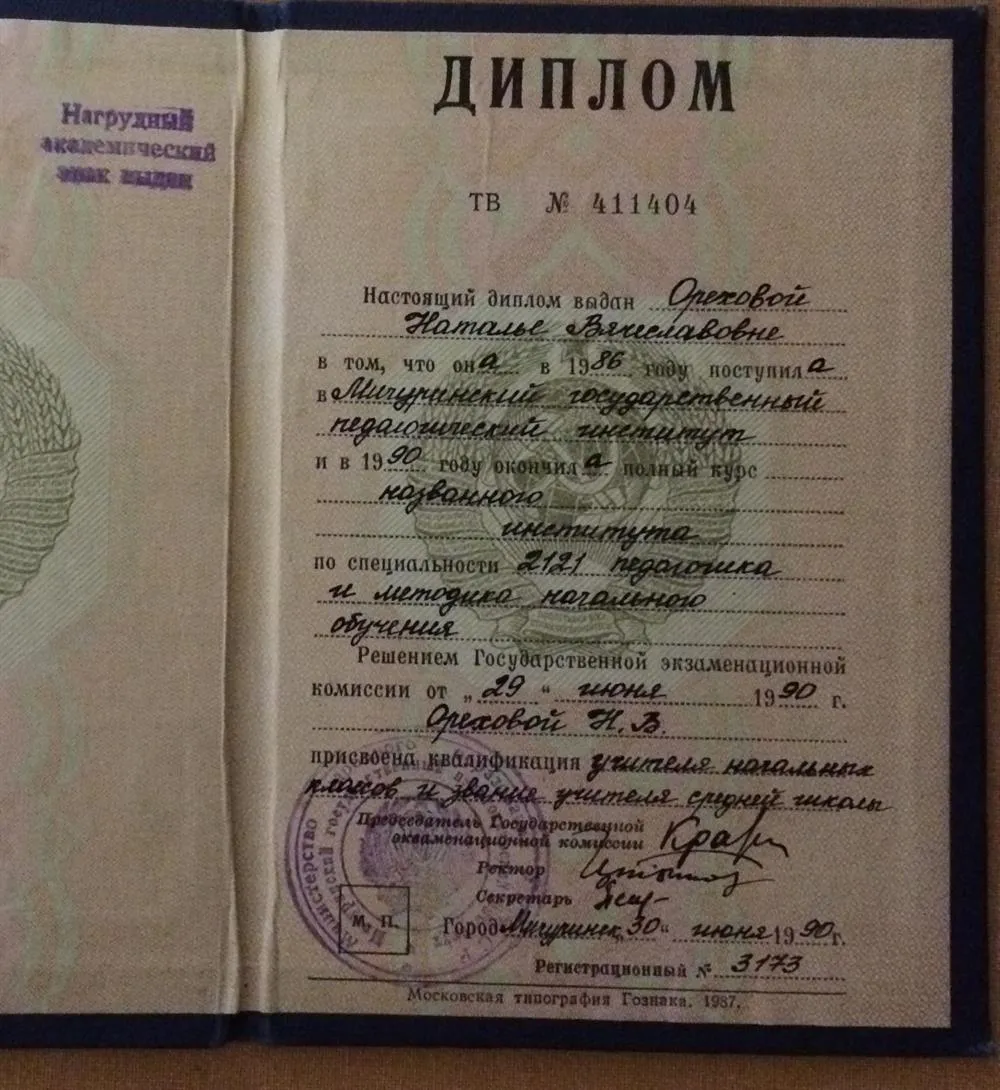 Нагрудный
академический
знак выдан
ДИПЛОМ
ТВ № 411404
Настоящий диплом выдан Ореховой
Наталье Вячеславовне
в том, что она в 1986 году поступила
в Мичуринский государственный
педагогический институт
и в 1990 году окончила полный курс
названного
института
по специальности 2121 педагогика
и методика начального
обучения
Решением Государственной экзаменационной
комиссии от „29“ июня 1990 г.
Ореховой Н. В.
присвоена квалификация учителя начальных
классов и звание учителя средней школы
Председатель Государственной
экзаменационной комиссии
Ректор
Секретарь
М. П.
Город Мичуринск „30“ июня 1990 г.
Регистрационный № 3173
Московская типография Гознака. 1987.
Министерство